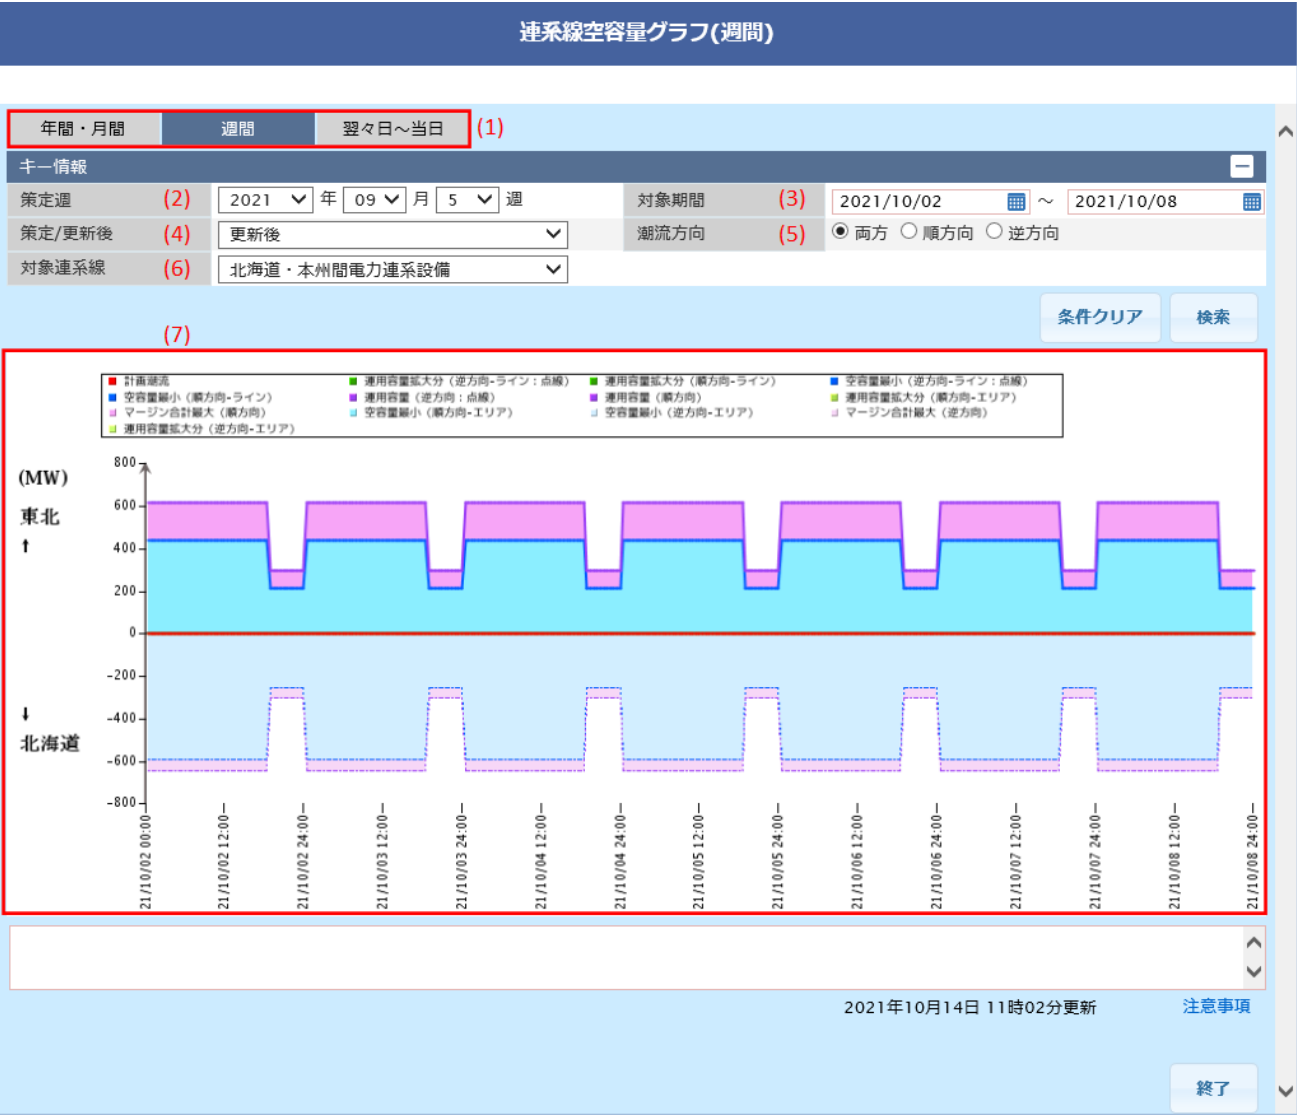 連系線空容量グラフ(週間)
年間・月間 週間 翌々日～当日 (1)
キー情報
策定週 (2) 2021 年 09 月 5 週 対象期間 (3) 2021/10/02 ～ 2021/10/08
策定/更新後 (4) 更新後 潮流方向 (5) 両方 順方向 逆方向
対象連系線 (6) 北海道・本州間電力連系設備
条件クリア 検索
(7)
計画潮流 運用容量拡大分（逆方向-ライン：点線） 運用容量拡大分（順方向-ライン） 空容量最小（逆方向-ライン：点線）
空容量最小（順方向-ライン） 運用容量（逆方向：点線） 運用容量（順方向） 運用容量拡大分（順方向-エリア）
マージン合計最大（順方向） 空容量最小（順方向-エリア） 空容量最小（逆方向-エリア） マージン合計最大（逆方向）
運用容量拡大分（逆方向-エリア）
(MW)
東北
↑
↓
北海道
800
600
400
200
0
-200
-400
-600
-800
21/10/02 00:00
21/10/02 12:00
21/10/02 24:00
21/10/03 12:00
21/10/03 24:00
21/10/04 12:00
21/10/04 24:00
21/10/05 12:00
21/10/05 24:00
21/10/06 12:00
21/10/06 24:00
21/10/07 12:00
21/10/07 24:00
21/10/08 12:00
21/10/08 24:00
2021年10月14日 11時02分更新 注意事項
終了